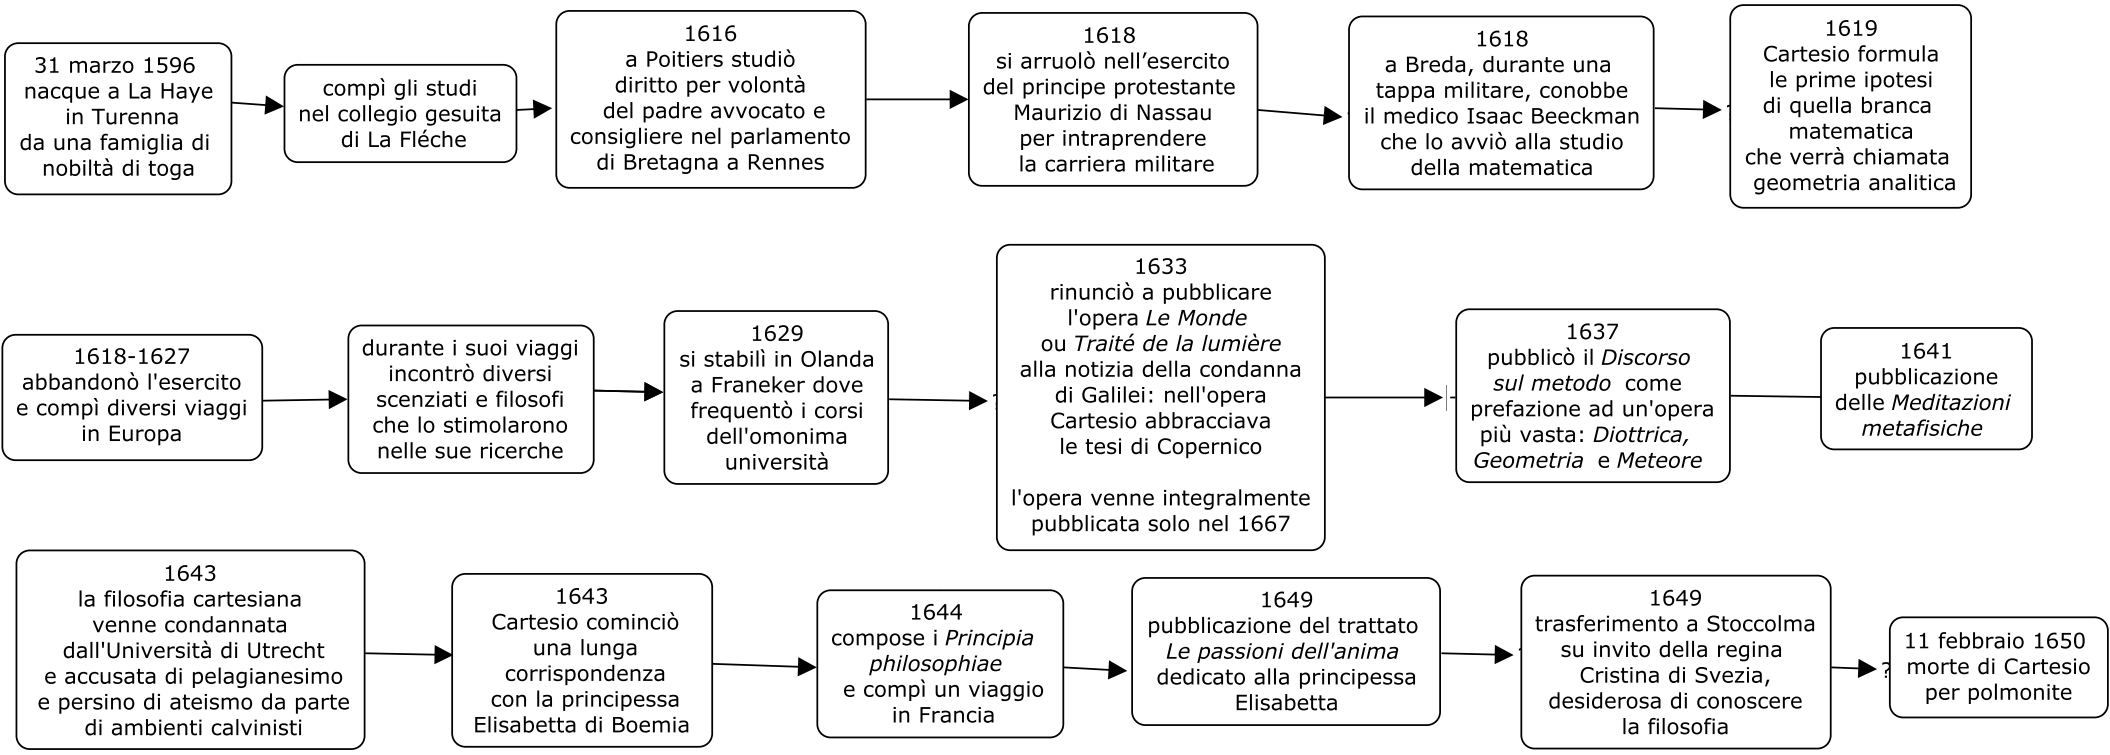 31 marzo 1596
nacque a La Haye
in Turenna
da una famiglia di
nobiltà di toga
compì gli studi
nel collegio gesuita
di La Fléche
1616
a Poitiers studiò
diritto per volontà
del padre avvocato e
consigliere nel parlamento
di Bretagna a Rennes
1618
si arruolò nell’esercito
del principe protestante
Maurizio di Nassau
per intraprendere
la carriera militare
1618
a Breda, durante una
tappa militare, conobbe
il medico Isaac Beeckman
che lo avviò alla studio
della matematica
1619
Cartesio formula
le prime ipotesi
di quella branca
matematica
che verrà chiamata
geometria analitica
1618-1627
abbandonò l'esercito
e compì diversi viaggi
in Europa
durante i suoi viaggi
incontrò diversi
scenziati e filosofi
che lo stimolarono
nelle sue ricerche
1629
si stabilì in Olanda
a Franeker dove
frequentò i corsi
dell'omonima
università
1633
rinunciò a pubblicare
l'opera Le Monde
ou Traité de la lumière
alla notizia della condanna
di Galilei: nell'opera
Cartesio abbracciava
le tesi di Copernico
l'opera venne integralmente
pubblicata solo nel 1667
1637
pubblicò il Discorso
sul metodo come
prefazione ad un'opera
più vasta: Diottrica,
Geometria e Meteore
1641
pubblicazione
delle Meditazioni
metafisiche
1643
la filosofia cartesiana
venne condannata
dall'Università di Utrecht
e accusata di pelagianesimo
e persino di ateismo da parte
di ambienti calvinisti
1643
Cartesio cominciò
una lunga
corrispondenza
con la principessa
Elisabetta di Boemia
1644
compose i Principia
philosophiae
e compì un viaggio
in Francia
1649
pubblicazione del trattato
Le passioni dell'anima
dedicato alla principessa
Elisabetta
1649
trasferimento a Stoccolma
su invito della regina
Cristina di Svezia,
desiderosa di conoscere
la filosofia
?
11 febbraio 1650
morte di Cartesio
per polmonite